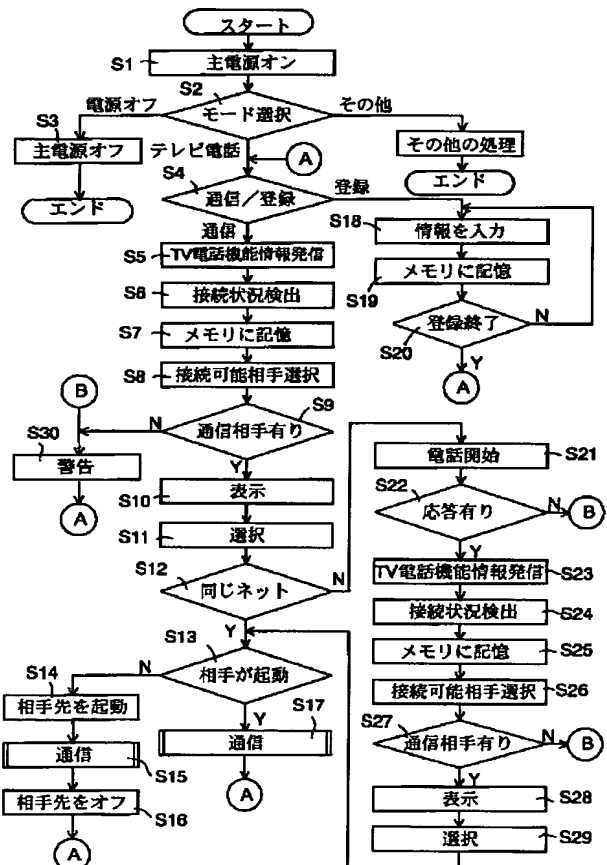 スタート
S1
主電源オン
S2
モード選択
電源オフ
その他
S3
主電源オフ
エンド
テレビ電話
A
その他の処理
エンド
S4
通信／登録
登録
通信
S5
TV電話機能情報発信
S6
接続状況検出
S7
メモリに記憶
S8
接続可能相手選択
S9
通信相手有り
N
Y
B
S30
警告
A
S10
表示
S11
選択
S12
同じネット
N
Y
S13
相手が起動
N
Y
S14
相手先を起動
通信
S15
相手先をオフ
S16
A
S17
通信
A
S18
情報を入力
S19
メモリに記憶
S20
登録終了
N
Y
A
電話開始
S21
S22
応答有り
N
B
Y
TV電話機能情報発信
S23
接続状況検出
S24
メモリに記憶
S25
接続可能相手選択
S26
S27
通信相手有り
N
B
Y
表示
S28
選択
S29